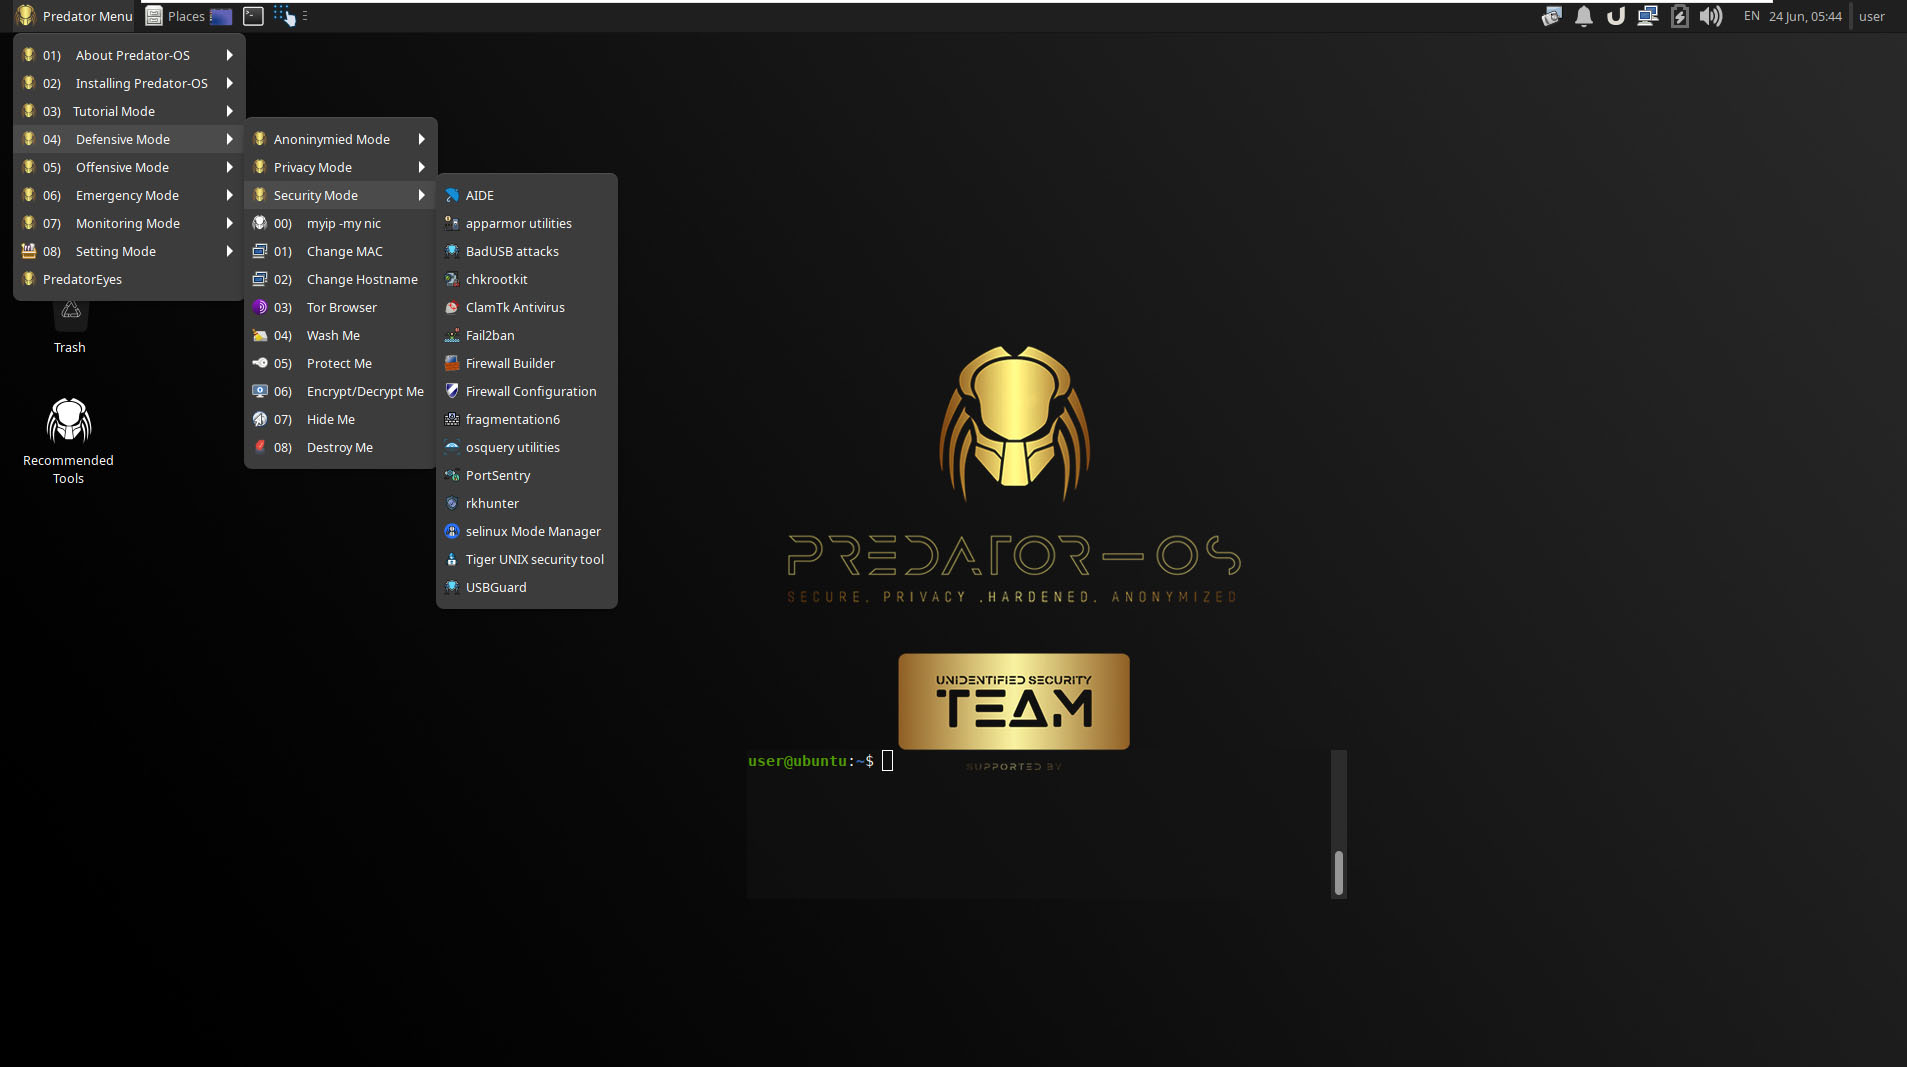 Predator Menu
Places
EN
24 Jun, 05:44
user
01) About Predator-OS
02) Installing Predator-OS
03) Tutorial Mode
04) Defensive Mode
05) Offensive Mode
06) Emergency Mode
07) Monitoring Mode
08) Setting Mode
PredatorEyes
Anoninymied Mode
Privacy Mode
Security Mode
00) myip -my nic
01) Change MAC
02) Change Hostname
03) Tor Browser
04) Wash Me
05) Protect Me
06) Encrypt/Decrypt Me
07) Hide Me
08) Destroy Me
AIDE
apparmor utilities
BadUSB attacks
chkrootkit
ClamTk Antivirus
Fail2ban
Firewall Builder
Firewall Configuration
fragmentation6
osquery utilities
PortSentry
rkhunter
selinux Mode Manager
Tiger UNIX security tool
USBGuard
Trash
Recommended
Tools
PREDATOR-OS
SECURE. PRIVACY .HARDENED. ANONYMIZED
UNIDENTIFIED SECURITY
TEAM
user@ubuntu:~$
SUPPORTED BY